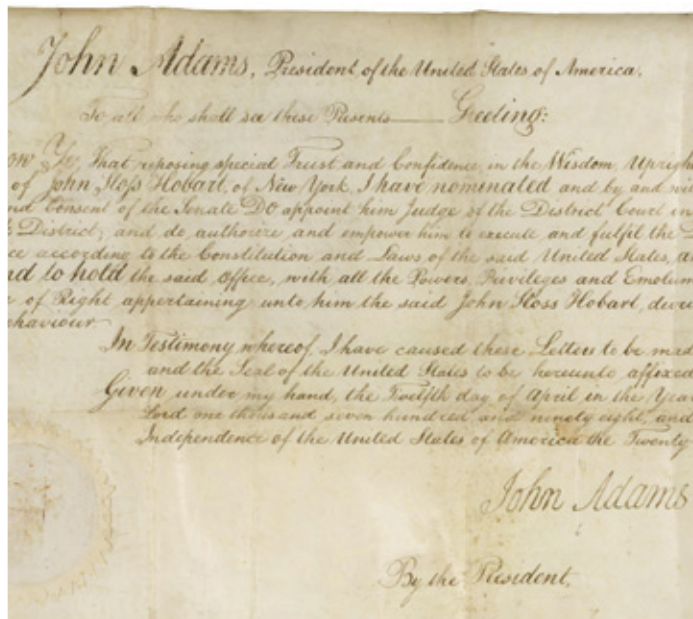 John Adams, President of the United States of America,
To all who shall see these Presents Greeting:
ow Ye, That reposing special Trust and Confidence in the Wisdom, Uprigh
of John Sloss Hobart, of New York, I have nominated and by and wi
nd Consent of the Senate Do appoint him Judge of the District Court in
District; and do authorize and empower him to execute and fulfil the D
ce according to the Constitution and Laws of the said United States, a
nd to hold the said Office, with all the Powers, Privileges and Emolum
e of Right appertaining unto him the said John Sloss Hobart, dur
ehaviour
In Testimony whereof, I have caused these Letters to be mad
and the Seal of the United States to be hereunto affixed
Given under my hand, the Twelfth day of April in the Year
Lord one thousand seven hundred and ninety eight, and
Independence of the United States of America the Twenty
John Adams
By the President,